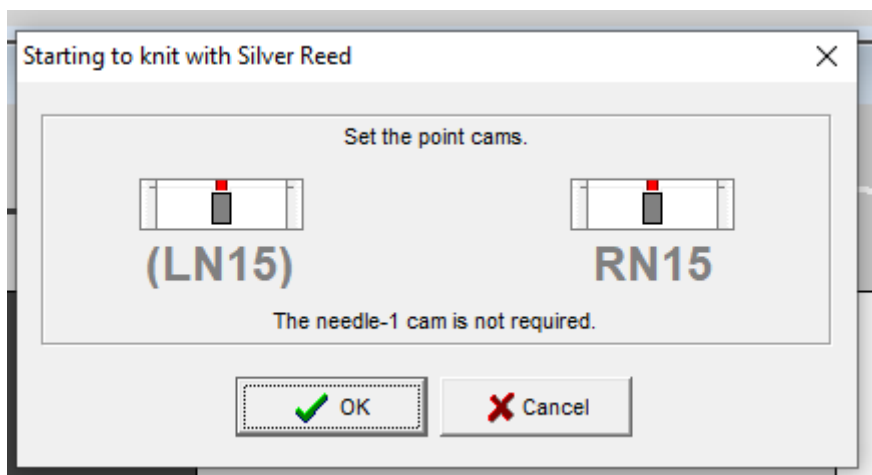 Starting to knit with Silver Reed
Set the point cams.
(LN15) RN15
The needle-1 cam is not required.
OK Cancel